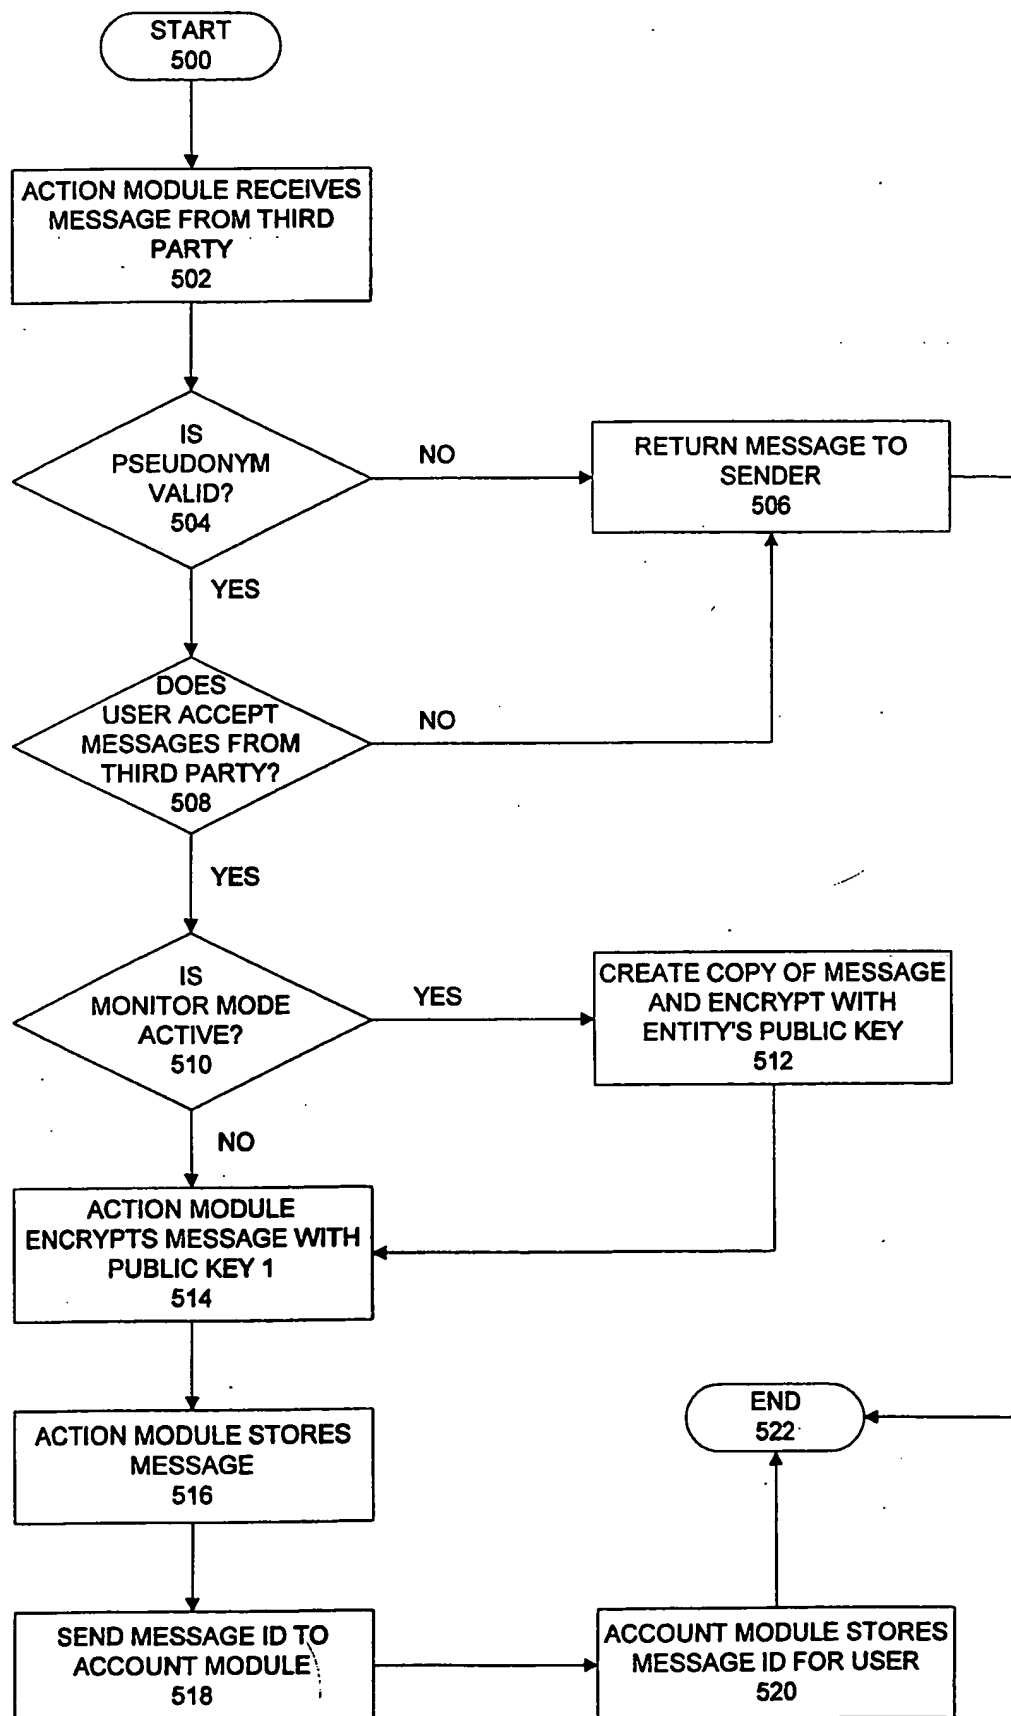 START
500
ACTION MODULE RECEIVES
MESSAGE FROM THIRD
PARTY
502
IS
PSEUDONYM
VALID?
504
NO
RETURN MESSAGE TO
SENDER
506
YES
DOES
USER ACCEPT
MESSAGES FROM
THIRD PARTY?
508
NO
YES
IS
MONITOR MODE
ACTIVE?
510
YES
CREATE COPY OF MESSAGE
AND ENCRYPT WITH
ENTITY'S PUBLIC KEY
512
NO
ACTION MODULE
ENCRYPTS MESSAGE WITH
PUBLIC KEY 1
514
ACTION MODULE STORES
MESSAGE
516
END
522
SEND MESSAGE ID TO
ACCOUNT MODULE
518
ACCOUNT MODULE STORES
MESSAGE ID FOR USER
520